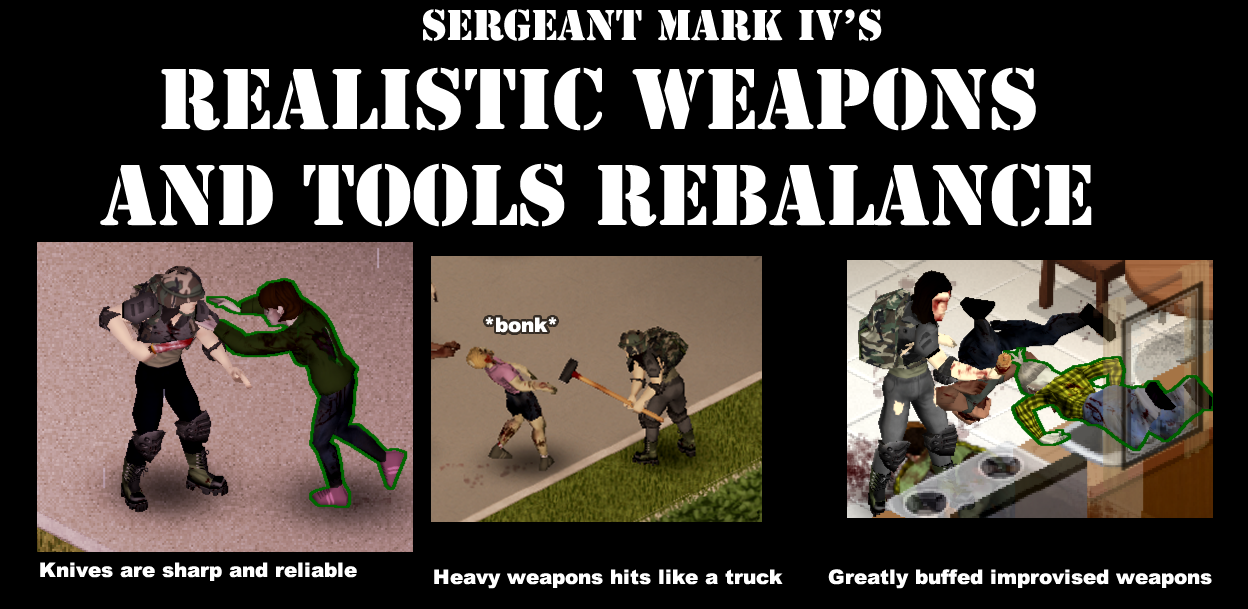 SERGEANT MARK IV'S
REALISTIC WEAPONS
AND TOOLS REBALANCE
*bonk*
Knives are sharp and reliable
Heavy weapons hits like a truck
Greatly buffed improvised weapons